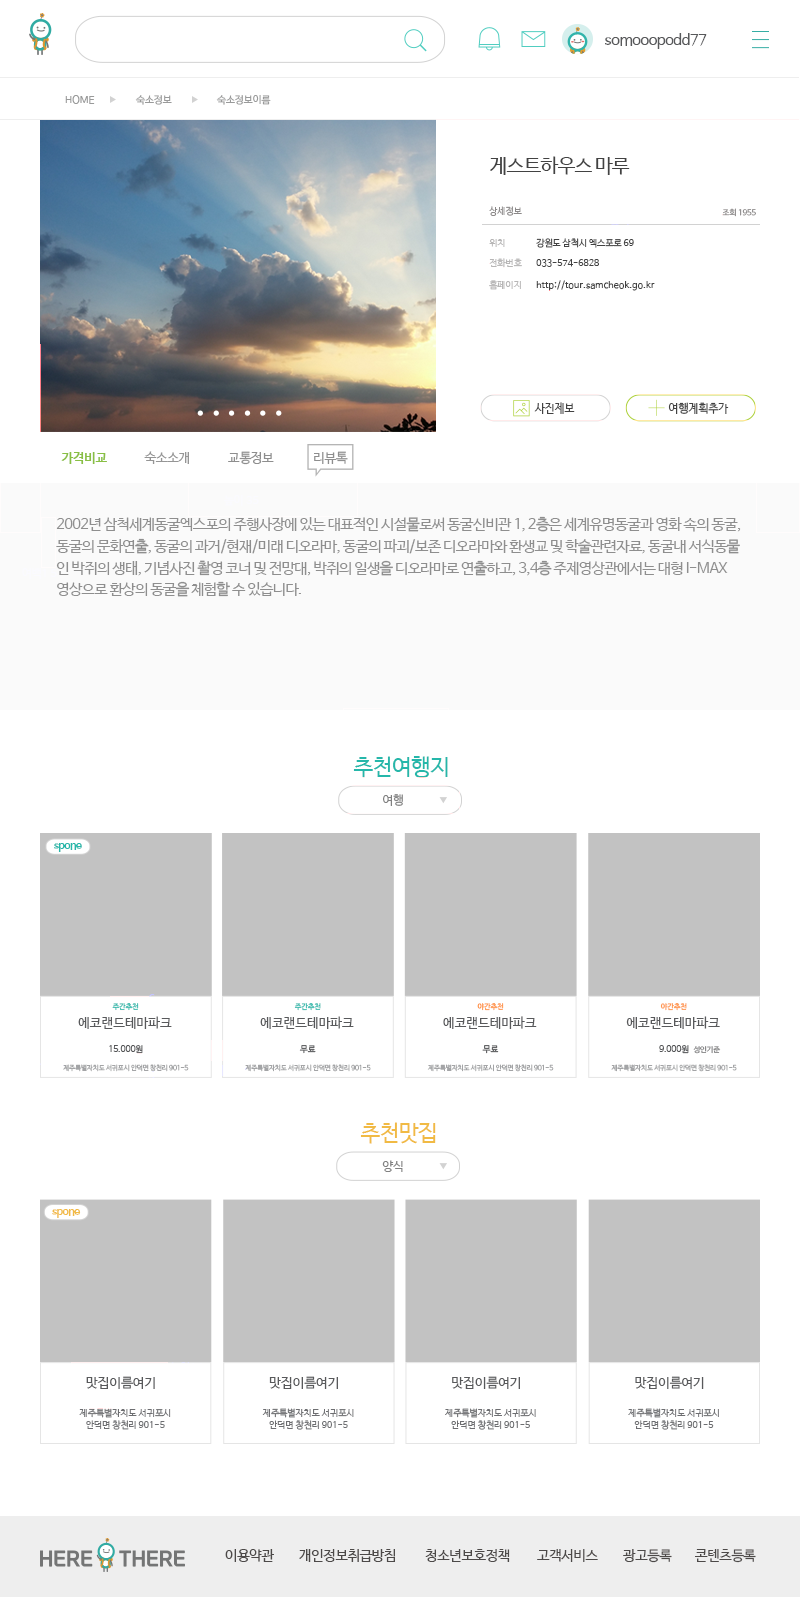 somooopodd77
HOME 숙소정보 숙소정보이름
게스트하우스 마루
상세정보 조회 1955
위치 강원도 삼척시 엑스포로 69
전화번호 033-574-6828
홈페이지 http://tour.samcheok.go.kr
사진제보 여행계획추가
가격비교 숙소소개 교통정보 리뷰톡
2002년 삼척세계동굴엑스포의 주행사장에 있는 대표적인 시설물로써 동굴신비관 1, 2층은 세계유명동굴과 영화 속의 동굴,
동굴의 문화연출, 동굴의 과거/현재/미래 디오라마, 동굴의 파괴/보존 디오라마와 환생교 및 학술관련자료, 동굴내 서식동물
인 박쥐의 생태, 기념사진 촬영 코너 및 전망대, 박쥐의 일생을 디오라마로 연출하고, 3,4층 주제영상관에서는 대형 I-MAX
영상으로 환상의 동굴을 체험할 수 있습니다.
추천여행지
여행
spone
주간추천 주간추천 야간추천 야간추천
에코랜드테마파크 에코랜드테마파크 에코랜드테마파크 에코랜드테마파크
15.000원 무료 무료 9.000원 성인기준
제주특별자치도 서귀포시 안덕면 창천리 901-5 제주특별자치도 서귀포시 안덕면 창천리 901-5 제주특별자치도 서귀포시 안덕면 창천리 901-5 제주특별자치도 서귀포시 안덕면 창천리 901-5
추천맛집
양식
spone
맛집이름여기 맛집이름여기 맛집이름여기 맛집이름여기
제주특별자치도 서귀포시 제주특별자치도 서귀포시 제주특별자치도 서귀포시 제주특별자치도 서귀포시
안덕면 창천리 901-5 안덕면 창천리 901-5 안덕면 창천리 901-5 안덕면 창천리 901-5
HERE THERE 이용약관 개인정보취급방침 청소년보호정책 고객서비스 광고등록 콘텐츠등록